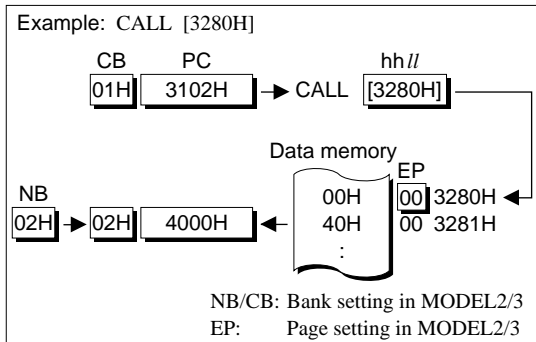 Example: CALL [3280H]
CB PC hhll
01H 3102H CALL [3280H]
Data memory
EP
00H 00 3280H
NB
02H 02H 4000H 40H 00 3281H
:
NB/CB: Bank setting in MODEL2/3
EP: Page setting in MODEL2/3